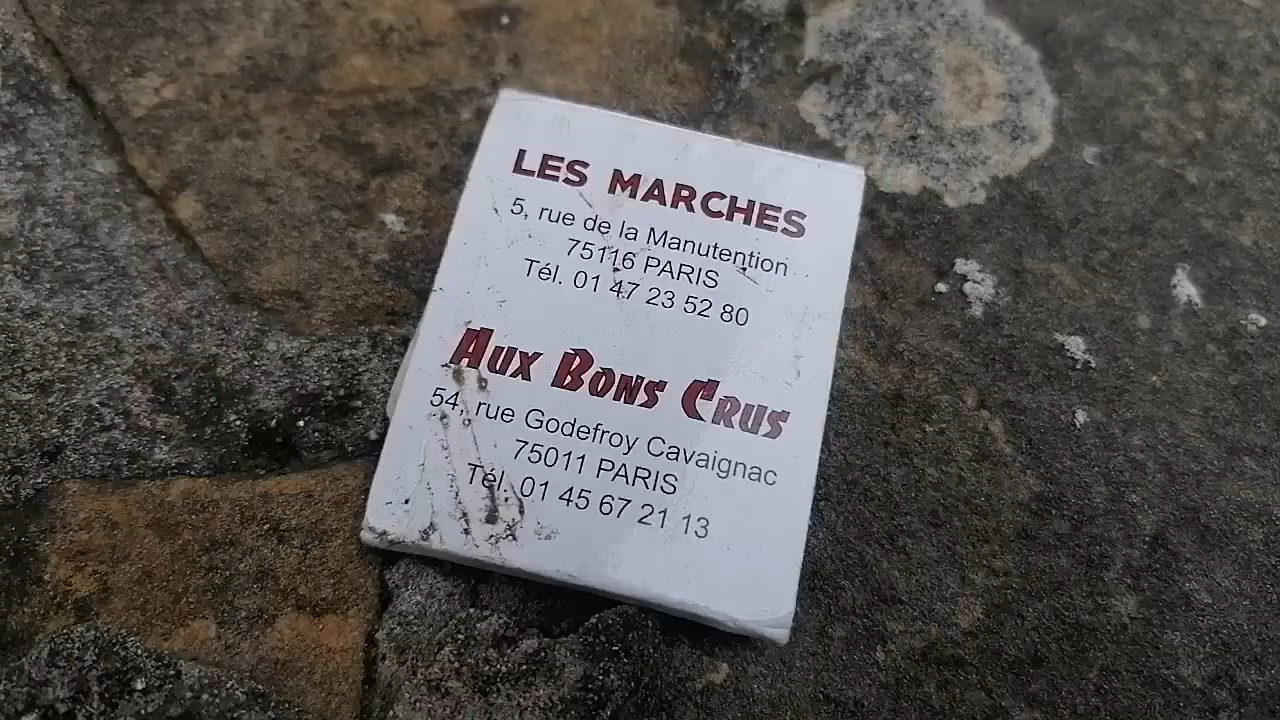 LES MARCHES
5, rue de la Manutention
75116 PARIS
Tél. 01 47 23 52 80
AUX BONS CRUS
54, rue Godefroy Cavaignac
75011 PARIS
Tél. 01 45 67 21 13